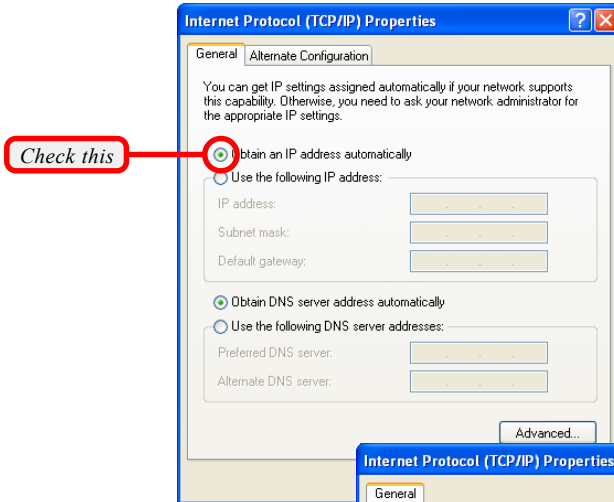 Internet Protocol (TCP/IP) Properties
General Alternate Configuration
You can get IP settings assigned automatically if your network supports
this capability. Otherwise, you need to ask your network administrator for
the appropriate IP settings.
Check this
Obtain an IP address automatically
Use the following IP address:
IP address:
Subnet mask:
Default gateway:
Obtain DNS server address automatically
Use the following DNS server addresses:
Preferred DNS server:
Alternate DNS server:
Advanced...
Internet Protocol (TCP/IP) Properties
General